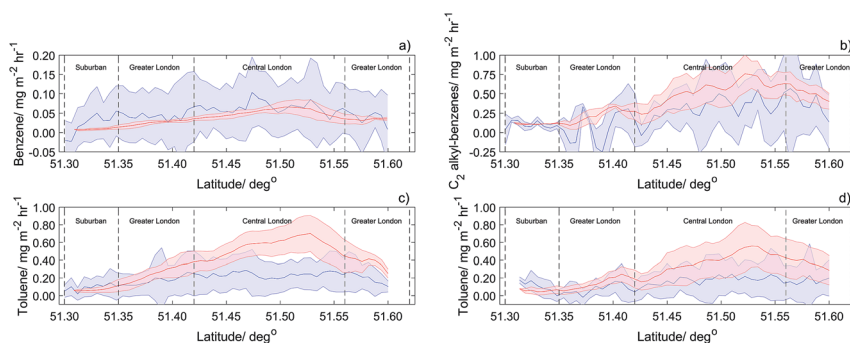 a)
Benzene/ mg m⁻² hr⁻¹
0.20
0.15
0.10
0.05
0.00
-0.05
Suburban Greater London Central London Greater London
51.30 51.35 51.40 51.45 51.50 51.55 51.60
Latitude/ deg°
b)
C₂ alkyl-benzenes/ mg m⁻² hr⁻¹
1.00
0.75
0.50
0.25
0.00
-0.25
Suburban Greater London Central London Greater London
51.30 51.35 51.40 51.45 51.50 51.55 51.60
Latitude/ deg°
c)
Toluene/ mg m⁻² hr⁻¹
1.00
0.80
0.60
0.40
0.20
0.00
Suburban Greater London Central London Greater London
51.30 51.35 51.40 51.45 51.50 51.55 51.60
Latitude/ deg°
d)
Toluene/ mg m⁻² hr⁻¹
1.00
0.80
0.60
0.40
0.20
0.00
Suburban Greater London Central London Greater London
51.30 51.35 51.40 51.45 51.50 51.55 51.60
Latitude/ deg°